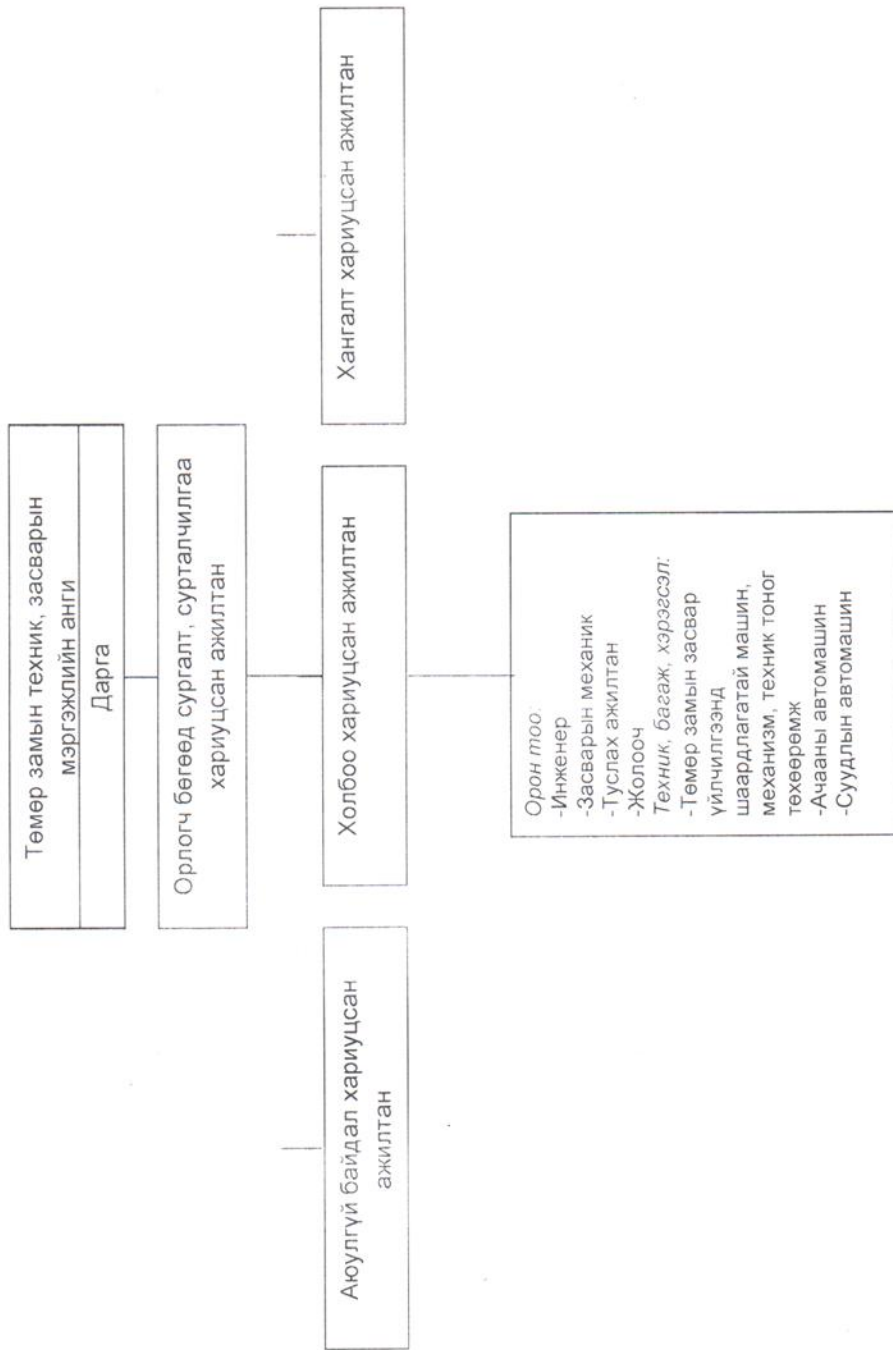 Төмөр замын техник, засварын
мэргэжлийн анги
Дарга
Орлогч бөгөөд сургалт, сурталчилгаа
хариуцсан ажилтан
Аюулгүй байдал хариуцсан
ажилтан
Холбоо хариуцсан ажилтан
Хангалт хариуцсан ажилтан
Орон тоо:
-Инженер
-Засварын механик
-Туслах ажилтан
-Жолооч
Техник, багаж, хэрэгсэл:
-Төмөр замын засвар
үйлчилгээнд
шаардлагатай машин,
механизм, техник тоног
төхөөрөмж
-Ачааны автомашин
-Суудлын автомашин